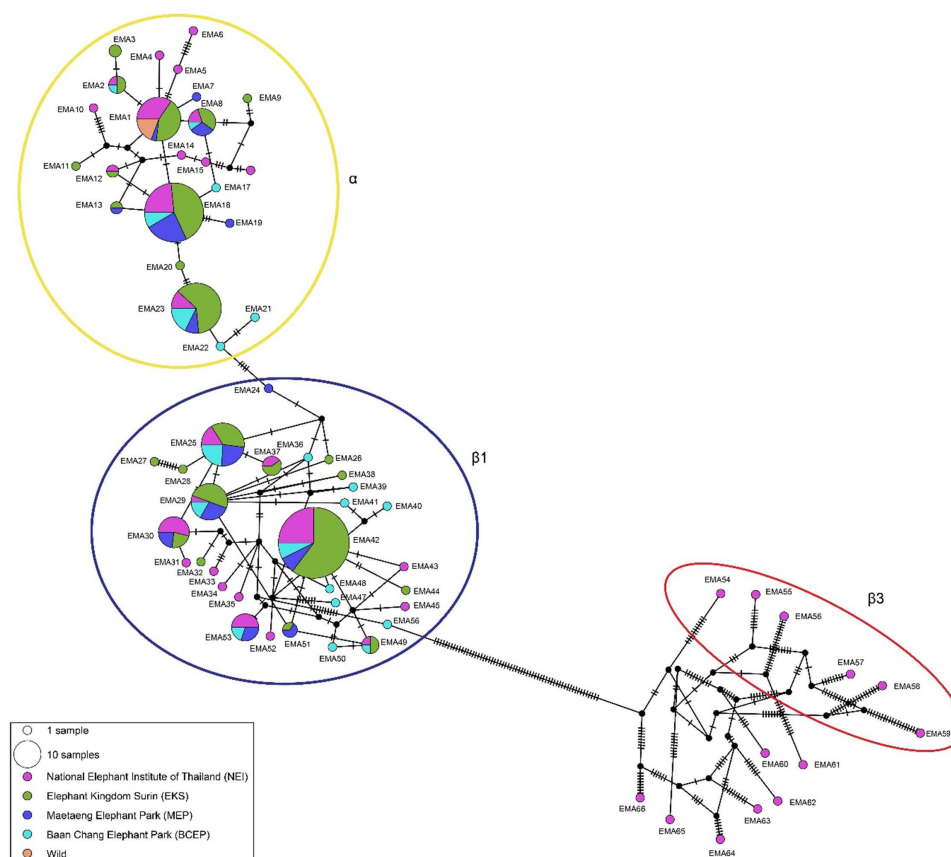 EMA3
EMA6
EMA4
EMA5
EMA2
EMA7
EMA1
EMA8
EMA9
EMA10
EMA14
EMA11
EMA15
EMA12
EMA17
α
EMA18
EMA13
EMA19
EMA20
EMA21
EMA23
EMA22
EMA24
EMA25
EMA36
EMA37
EMA26
EMA27
β1
EMA28
EMA38
EMA39
EMA29
EMA41
EMA40
EMA30
EMA42
EMA31
EMA32
EMA33
EMA43
EMA48
EMA34
EMA44
EMA47
EMA35
EMA45
EMA56
EMA53
EMA52
EMA51
EMA50
EMA49
EMA54
EMA55
β3
EMA56
EMA57
EMA58
EMA59
EMA60
EMA61
EMA62
EMA66
EMA63
EMA65
EMA64
1 sample
10 samples
National Elephant Institute of Thailand (NEI)
Elephant Kingdom Surin (EKS)
Maetaeng Elephant Park (MEP)
Baan Chang Elephant Park (BCEP)
Wild